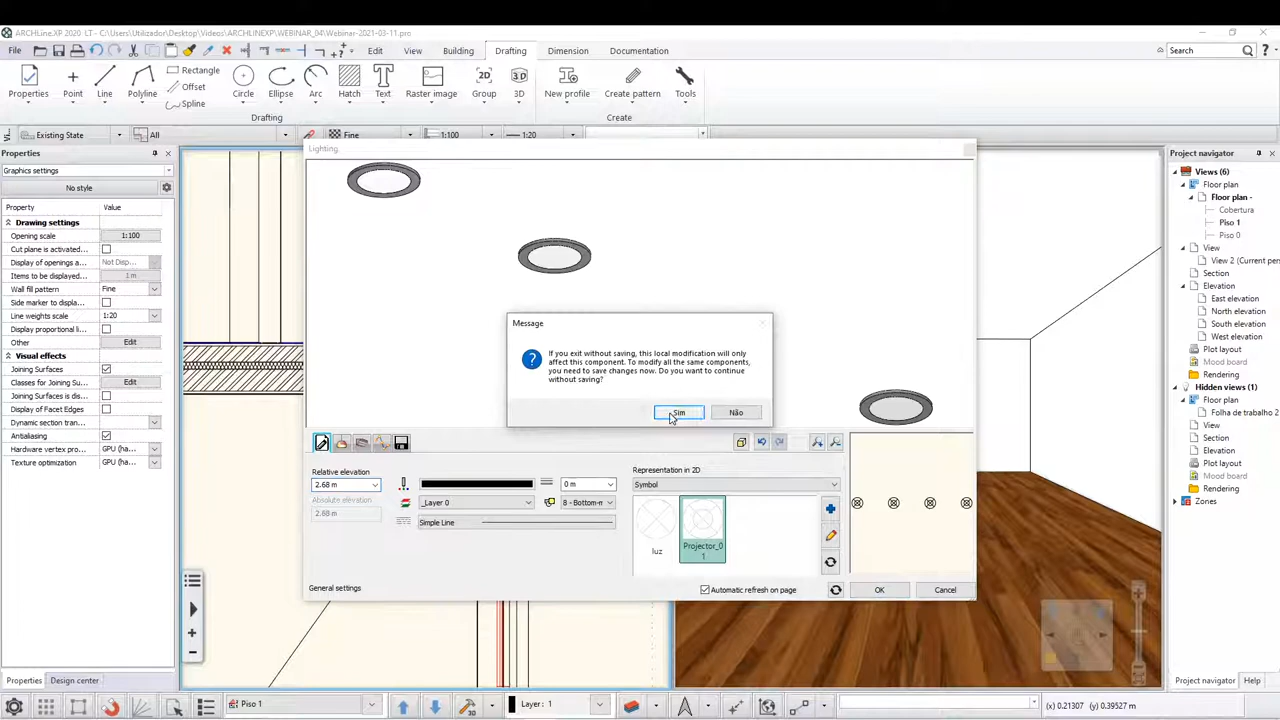 ARCHLine.XP 2020 LT - C:\Users\Utilizador\Desktop\Videos\ARCHLINEXP\WEBINAR_04\Webinar-2021-03-11.pro
File
Edit
View
Building
Drafting
Dimension
Documentation
Search
Properties
Point
Line
Polyline
Rectangle
Offset
Spline
Circle
Ellipse
Arc
Hatch
Text
Raster image
Group
3D
New profile
Create pattern
Tools
Drafting
Create
Existing State
All
Fine
1:100
1:20
Properties
Graphics settings
No style
Property Value
Drawing settings
Opening scale 1:100
Cut plane is activated...
Display of openings a... Not Disp...
Items to be displayed... 1 m
Wall fill pattern Fine
Side marker to displa...
Line weights scale 1:20
Display proportional li...
Other Edit
Visual effects
Joining Surfaces
Classes for Joining Su... Edit
Joining Surfaces is dis...
Display of Facet Edges
Dynamic section tran...
Antialiasing
Hardware vertex pro... GPU (ha...
Texture optimization GPU (ha...
Properties
Design center
Lighting
Message
If you exit without saving, this local modification will only
affect this component. To modify all the same components,
you need to save changes now. Do you want to continue
without saving?
Sim
Não
Relative elevation
2.68 m
Absolute elevation
2.68 m
0 m
_Layer 0
8 - Bottom-m
Simple Line
Representation in 2D
Symbol
luz
Projector_0
1
General settings
Automatic refresh on page
OK
Cancel
Project navigator
Views (6)
Floor plan
Floor plan -
Cobertura
Piso 1
Piso 0
View
View 2 (Current per
Section
Elevation
East elevation
North elevation
South elevation
West elevation
Plot layout
Mood board
Rendering
Hidden views (1)
Floor plan
Folha de trabalho 2
View
Section
Elevation
Plot layout
Mood board
Rendering
Zones
Project navigator
Help
Piso 1
Layer: 1
(x) 0.21307 (y) 0.39527 m